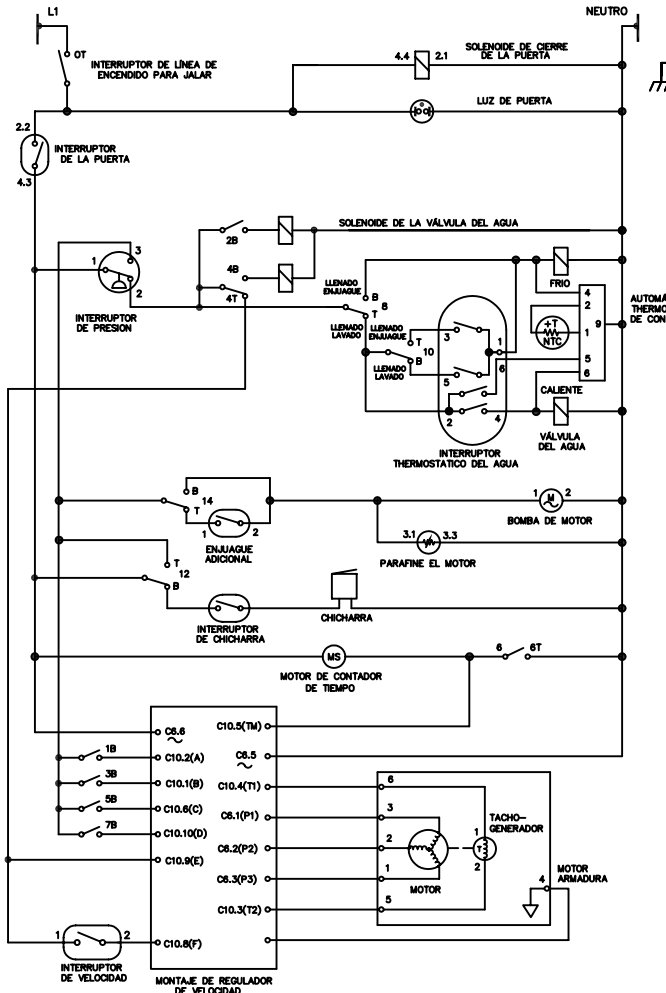 L1
NEUTRO
OT
INTERRUPTOR DE LÍNEA DE
ENCENDIDO PARA JALAR
4.4
2.1
SOLENOIDE DE CIERRE
DE LA PUERTA
LUZ DE PUERTA
2.2
INTERRUPTOR
DE LA PUERTA
4.3
1
3
2
INTERRUPTOR
DE PRESION
2B
4B
4T
SOLENOIDE DE LA VÁLVULA DEL AGUA
LLENADO
ENJUAGUE
B
8
T
LLENADO
LAVADO
LLENADO
ENJUAGUE
T
10
B
LLENADO
LAVADO
3
1
5
6
2
4
INTERRUPTOR
THERMOSTATICO DEL AGUA
FRIO
4
2
1
9
5
6
+T
NTC
AUTOMÁ
THERMO
DE CON
CALIENTE
VÁLVULA
DEL AGUA
B
14
T
1
2
ENJUAGUE
ADICIONAL
1
M
2
BOMBA DE MOTOR
3.1
3.3
PARAFINE EL MOTOR
T
12
B
INTERRUPTOR
DE CHICHARRA
CHICHARRA
MS
MOTOR DE CONTADOR
DE TIEMPO
6
6T
C6.6
C10.5(TM)
1B
C10.2(A)
C6.5
3B
C10.1(B)
C10.4(T1)
5B
C10.6(C)
C6.1(P1)
7B
C10.10(D)
C6.2(P2)
C10.9(E)
C6.3(P3)
C10.3(T2)
1
2
C10.8(F)
INTERRUPTOR
DE VELOCIDAD
MONTAJE DE REGULADOR
DE VELOCIDAD
6
3
2
1
5
MOTOR
TACHO-
GENERADOR
1
T
2
4
MOTOR
ARMADURA